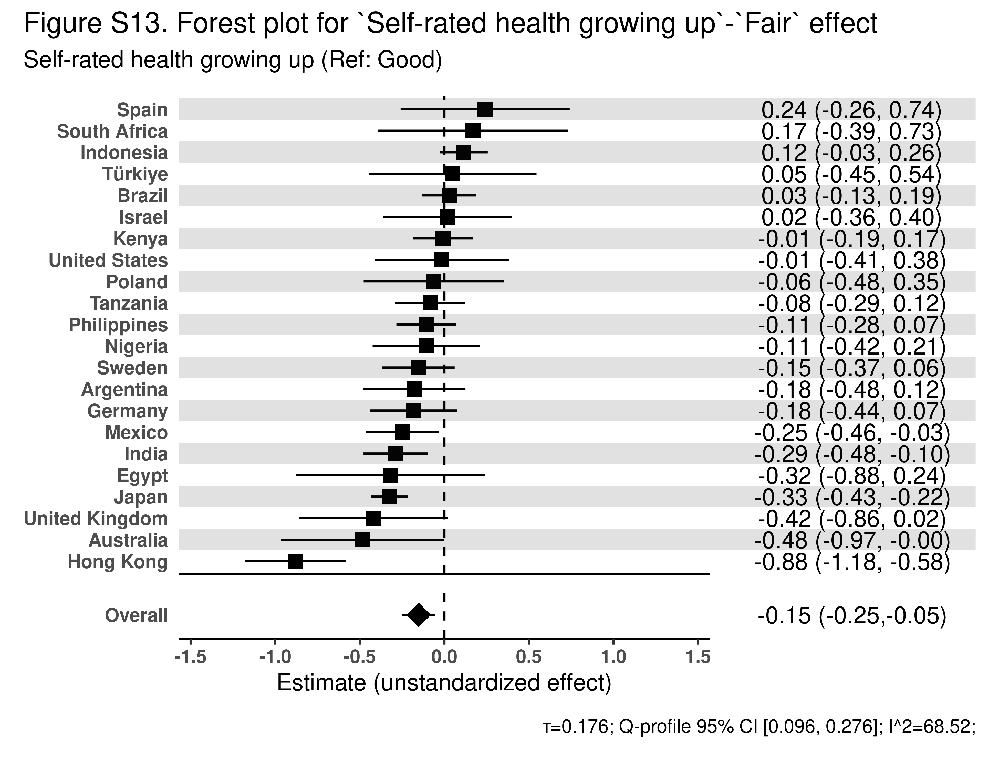 Figure S13. Forest plot for `Self-rated health growing up`-`Fair` effect
Self-rated health growing up (Ref: Good)
Spain 0.24 (-0.26, 0.74)
South Africa 0.17 (-0.39, 0.73)
Indonesia 0.12 (-0.03, 0.26)
Türkiye 0.05 (-0.45, 0.54)
Brazil 0.03 (-0.13, 0.19)
Israel 0.02 (-0.36, 0.40)
Kenya -0.01 (-0.19, 0.17)
United States -0.01 (-0.41, 0.38)
Poland -0.06 (-0.48, 0.35)
Tanzania -0.08 (-0.29, 0.12)
Philippines -0.11 (-0.28, 0.07)
Nigeria -0.11 (-0.42, 0.21)
Sweden -0.15 (-0.37, 0.06)
Argentina -0.18 (-0.48, 0.12)
Germany -0.18 (-0.44, 0.07)
Mexico -0.25 (-0.46, -0.03)
India -0.29 (-0.48, -0.10)
Egypt -0.32 (-0.88, 0.24)
Japan -0.33 (-0.43, -0.22)
United Kingdom -0.42 (-0.86, 0.02)
Australia -0.48 (-0.97, -0.00)
Hong Kong -0.88 (-1.18, -0.58)
Overall -0.15 (-0.25,-0.05)
-1.5 -1.0 -0.5 0.0 0.5 1.0 1.5
Estimate (unstandardized effect)
τ=0.176; Q-profile 95% CI [0.096, 0.276]; I^2=68.52;